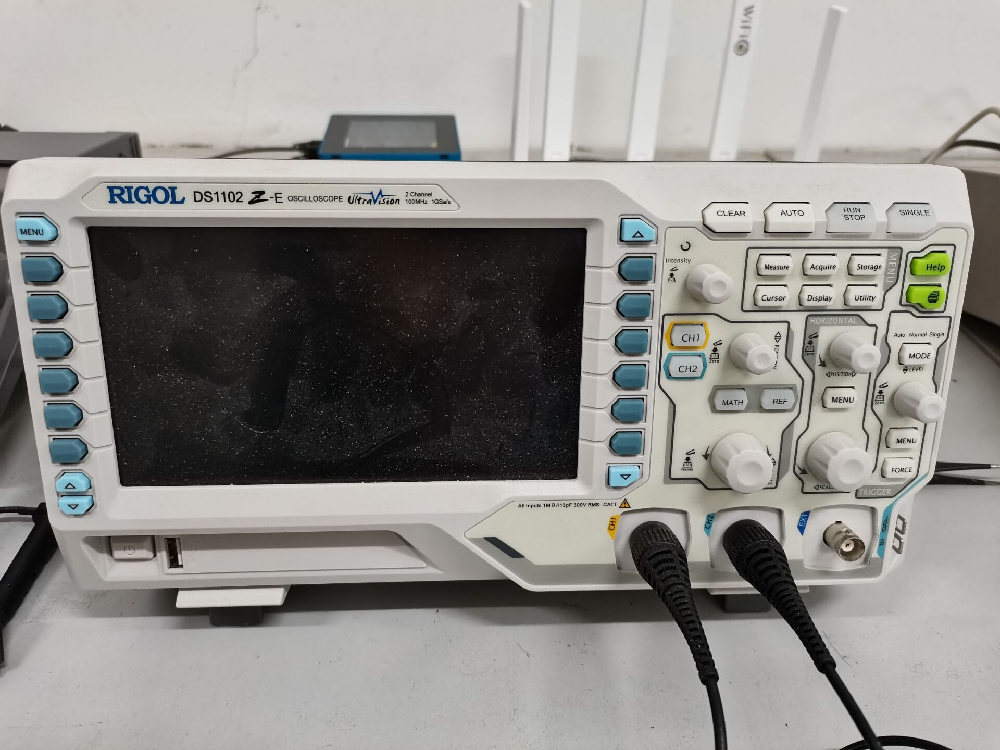 WiFi6
RIGOL DS1102 Z-E OSCILLOSCOPE UltraVision 2 Channel
100MHz 1GSa/s
MENU
CLEAR
AUTO
RUN
STOP
SINGLE
Intensity
Measure
Acquire
Storage
Cursor
Display
Utility
MENU
Help
CH1
CH2
Zero
POSITION
MATH
REF
Vernier
HORIZONTAL
Zero
POSITION
MENU
SCALE
Auto Normal Single
MODE
LEVEL
Zero
MENU
FORCE
TRIGGER
All Inputs 1MΩ//13pF 300V RMS CATI
CH1
CH2
EXT